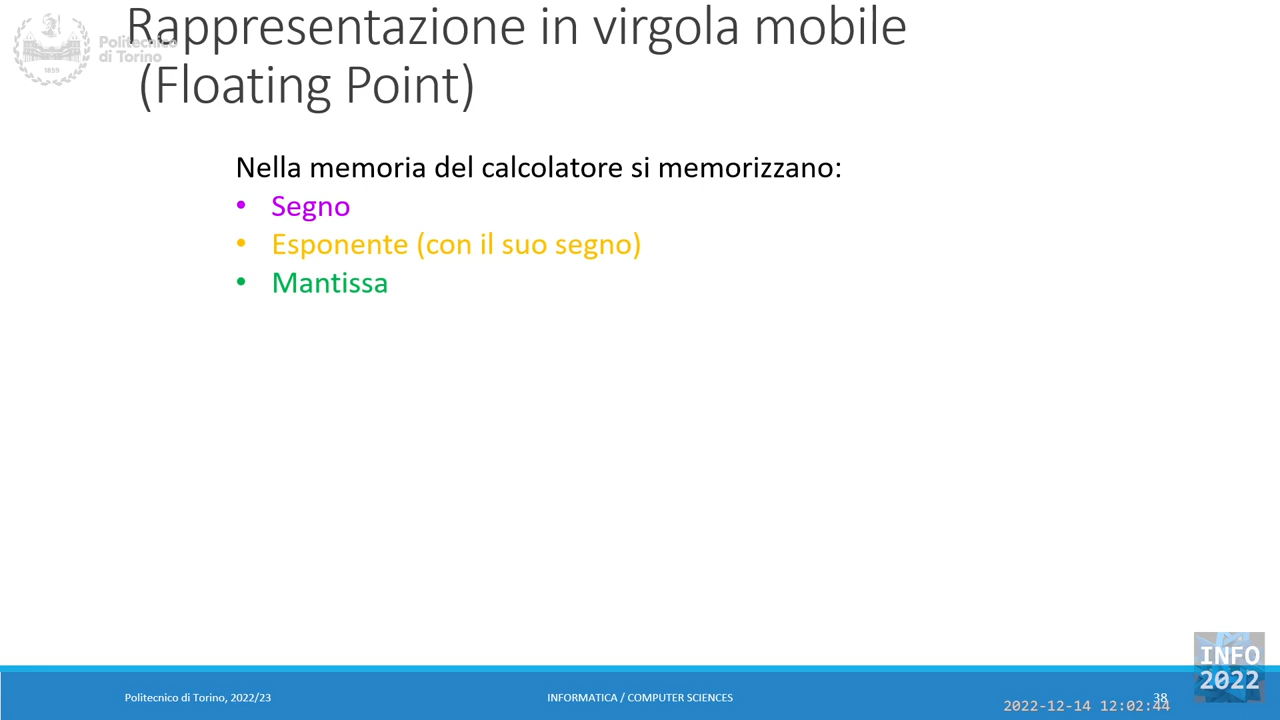 Rappresentazione in virgola mobile
(Floating Point)
Politecnico
di Torino
1859
Nella memoria del calcolatore si memorizzano:
• Segno
• Esponente (con il suo segno)
• Mantissa
INFO
2022
Politecnico di Torino, 2022/23
INFORMATICA / COMPUTER SCIENCES
38
2022-12-14 12:02:44